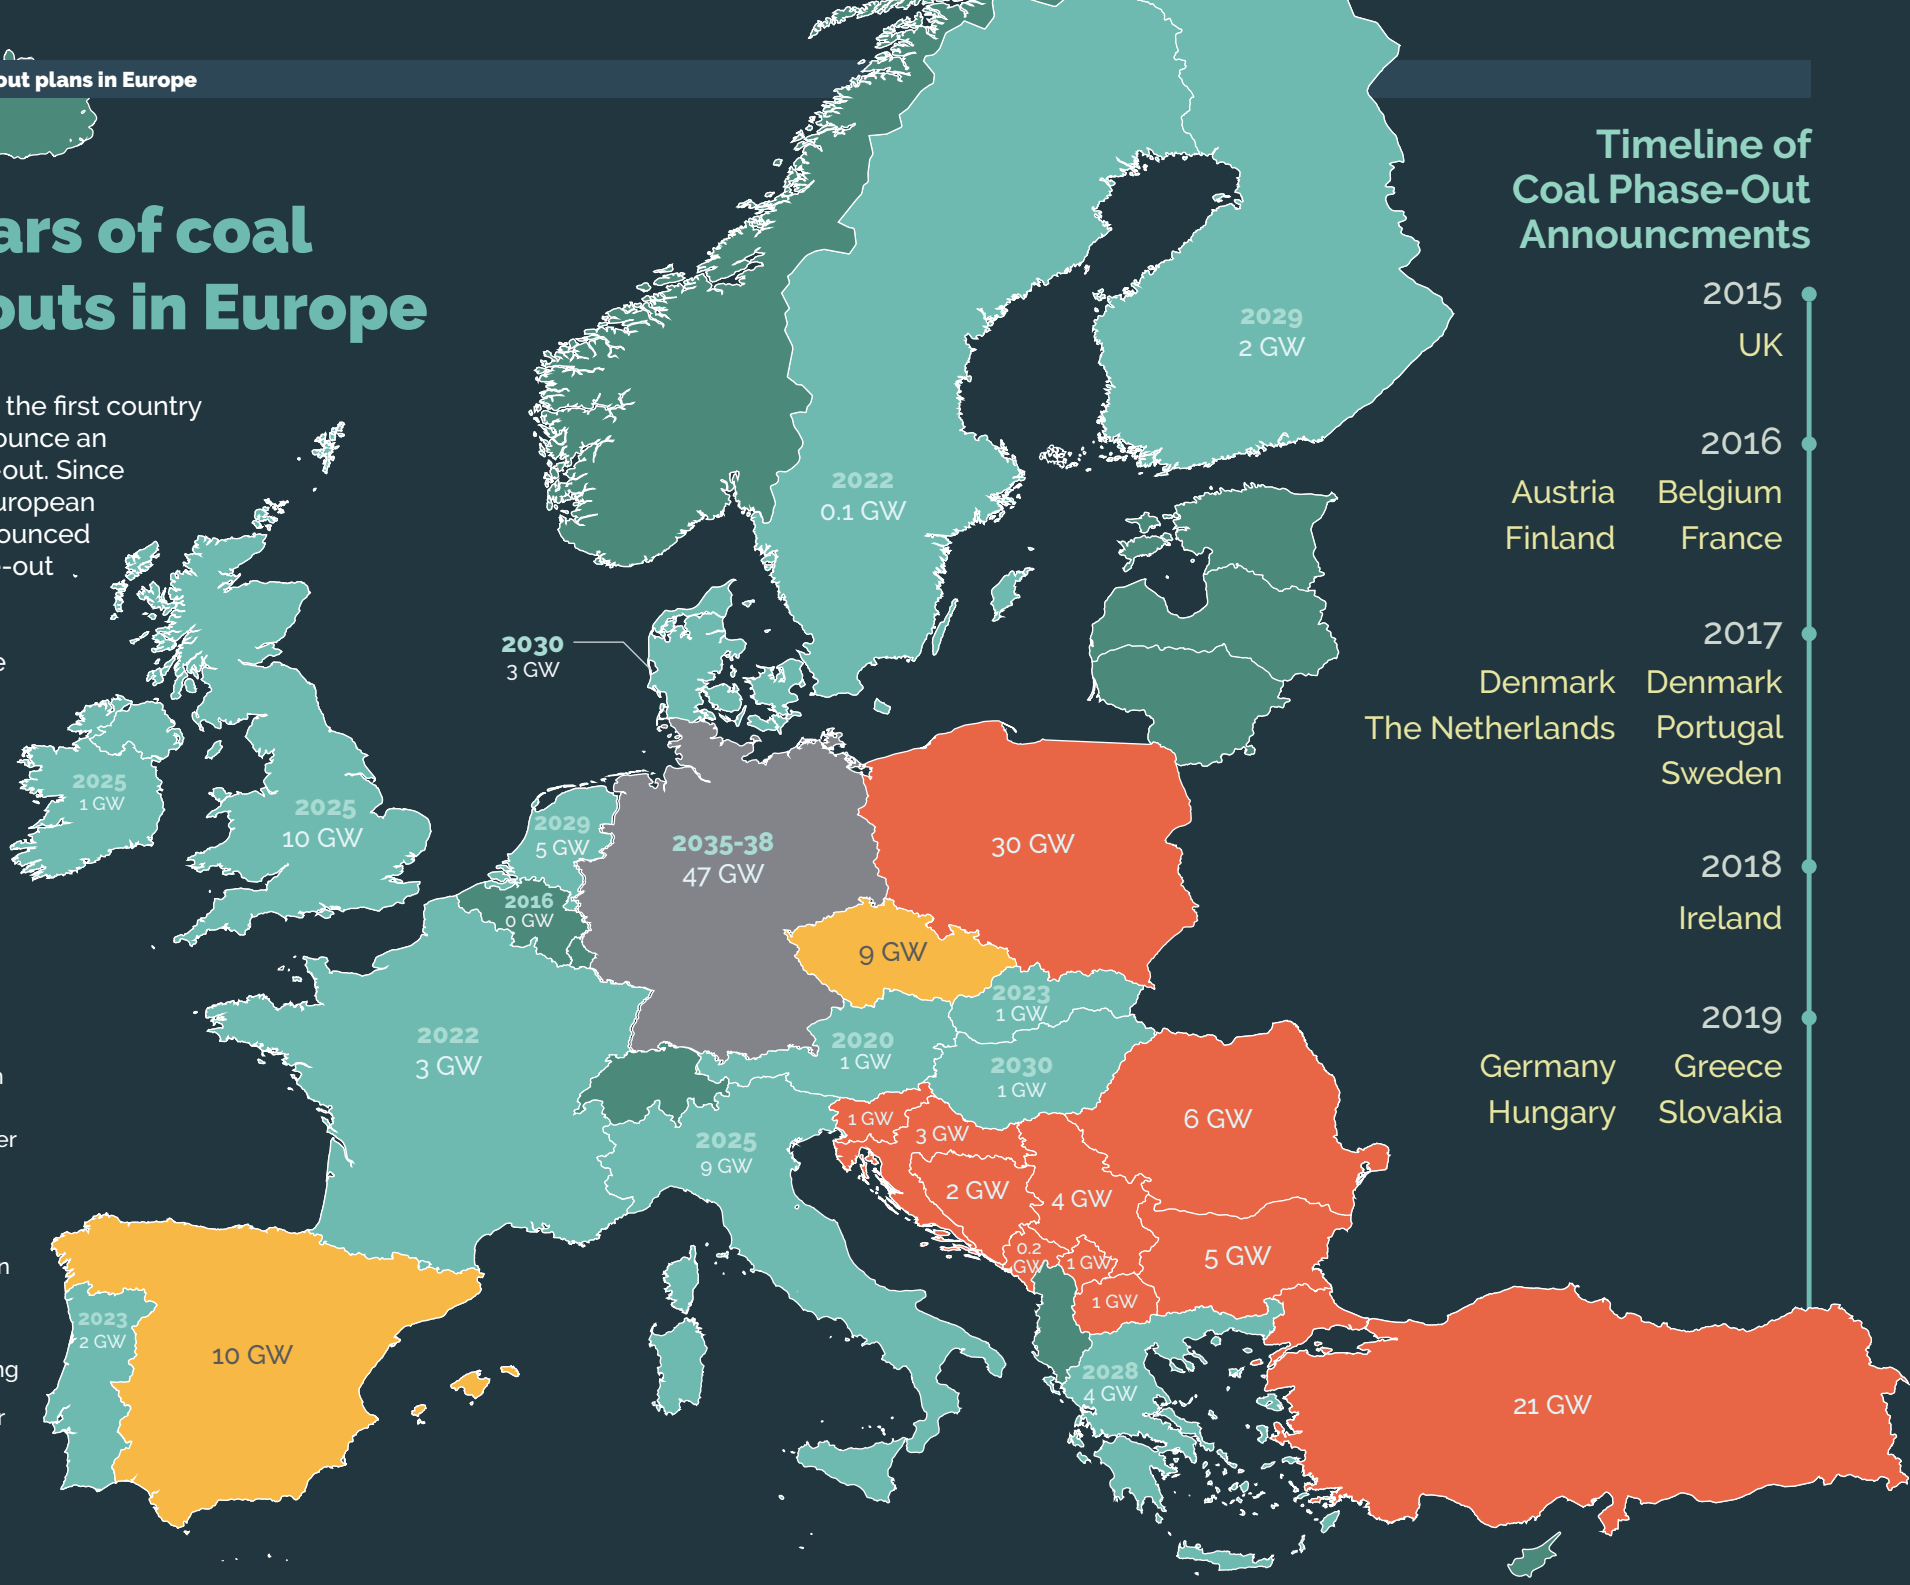 out plans in Europe
ars of coal
outs in Europe
the first country
ounce an
-out. Since
uropean
ounced
-out
e
n
er
n
ng
r
Timeline of
Coal Phase-Out
Announcments
2015
UK
2016
Austria Belgium
Finland France
2017
Denmark Denmark
The Netherlands Portugal
Sweden
2018
Ireland
2019
Germany Greece
Hungary Slovakia
2029
2 GW
2022
0.1 GW
2030
3 GW
2025
1 GW
2025
10 GW
2029
5 GW
2035-38
47 GW
30 GW
2016
0 GW
9 GW
2023
1 GW
2022
3 GW
2020
1 GW
2030
1 GW
6 GW
1 GW
3 GW
2025
9 GW
2 GW
4 GW
0.2
GW
1 GW
5 GW
1 GW
2023
2 GW
10 GW
2028
4 GW
21 GW